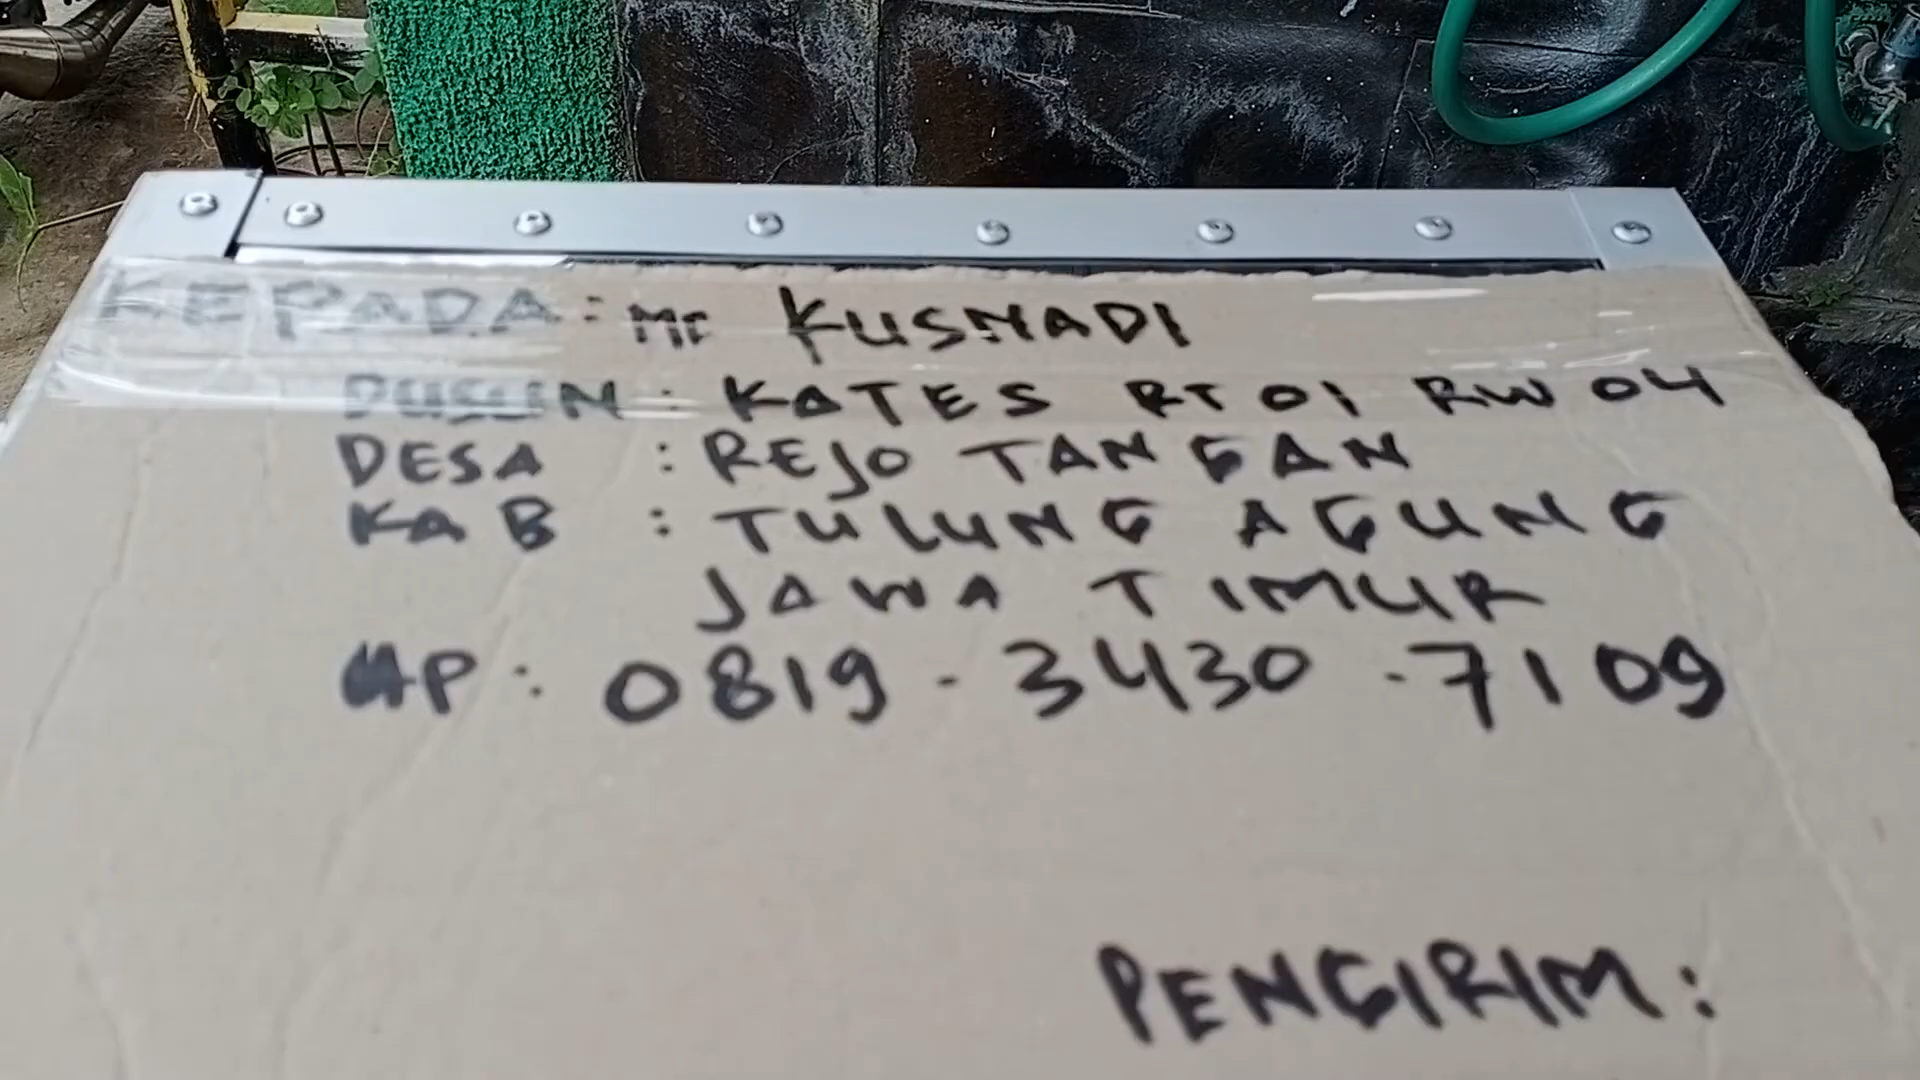 KEPADA : Mr KUSNADI
DUSUN : KATES RT 01 RW 04
DESA : REJO TANGAN
KAB : TULUNG AGUNG
JAWA TIMUR
HP : 0819 - 3430 - 7109
PENGIRIM :